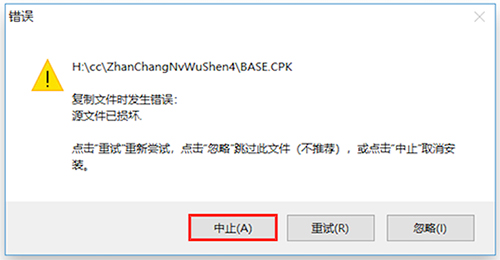 错误
H:\cc\ZhanChangNvWuShen4\BASE.CPK
复制文件时发生错误:
源文件已损坏.
点击“重试”重新尝试，点击“忽略”跳过此文件（不推荐），或点击“中止”取消安
装。
中止(A) 重试(R) 忽略(I)